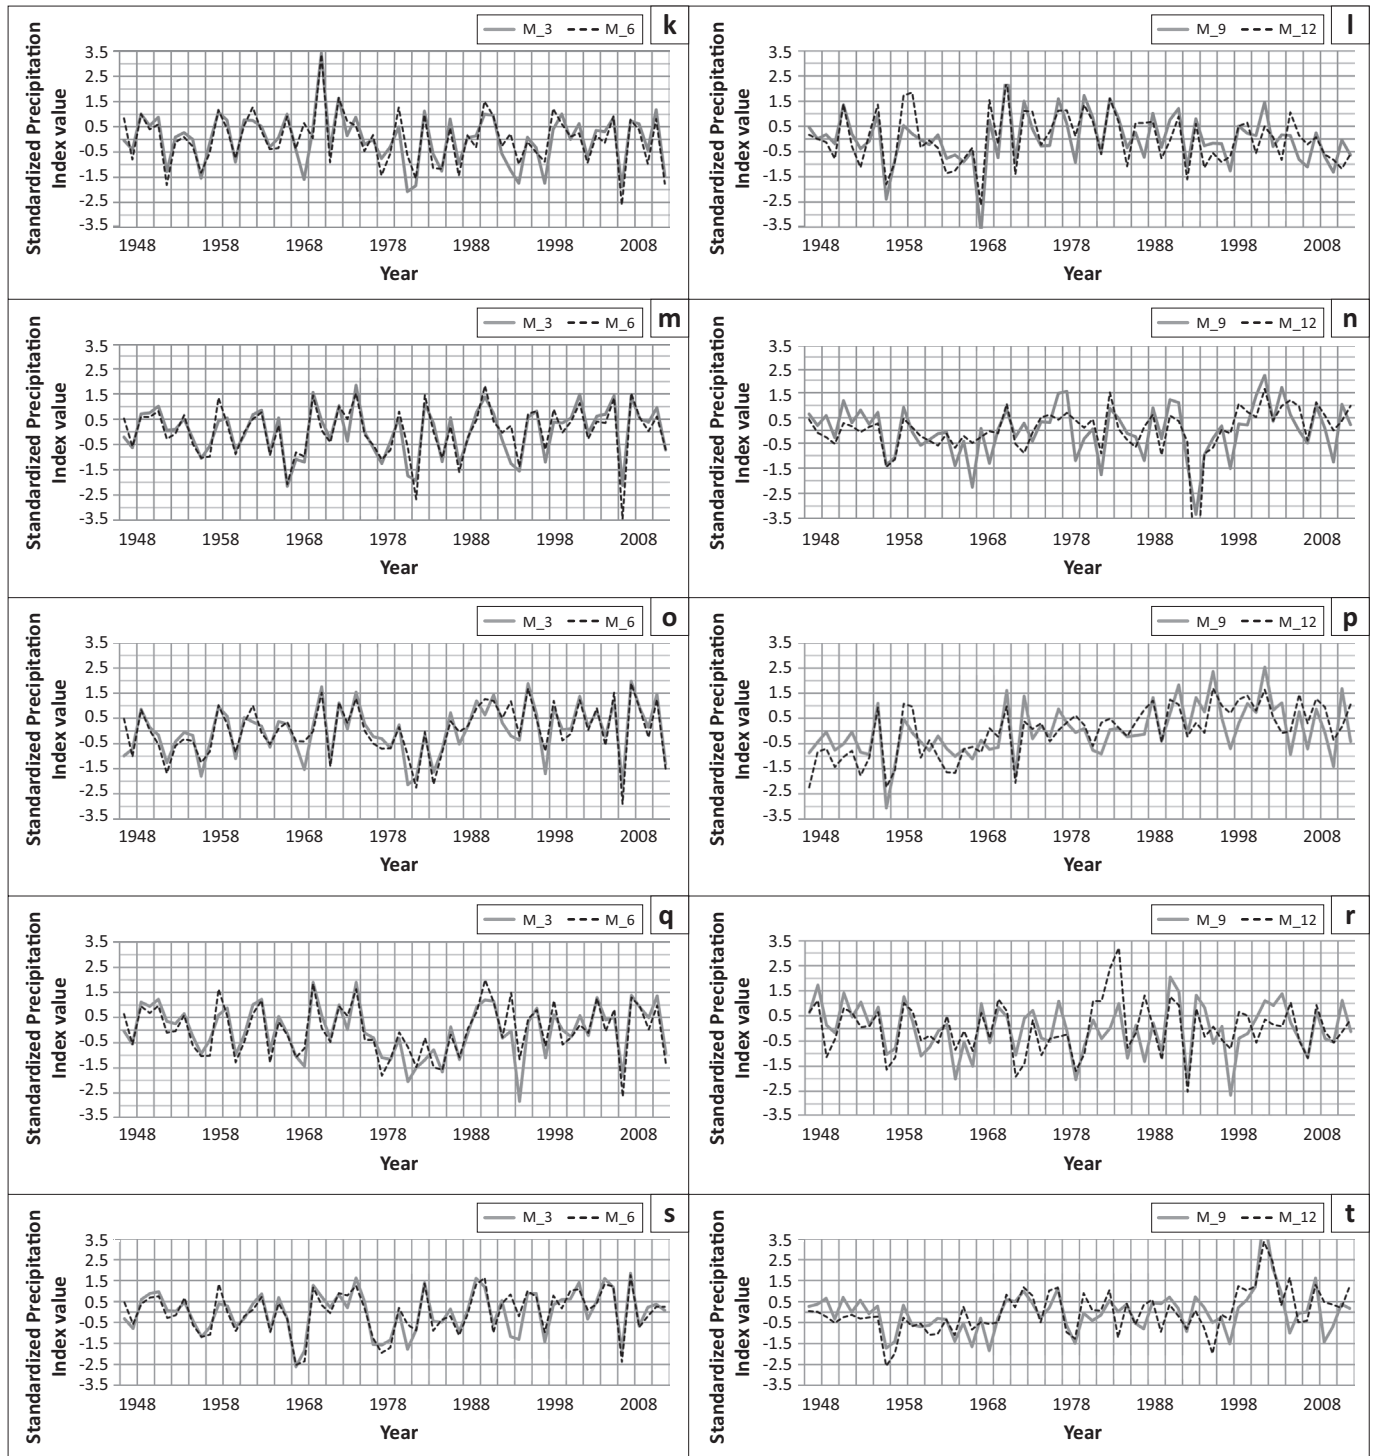 M_3 M_6 k
Standardized Precipitation
Index value
3.5
2.5
1.5
0.5
-0.5
-1.5
-2.5
-3.5
1948 1958 1968 1978 1988 1998 2008
Year
M_9 M_12 l
Standardized Precipitation
Index value
3.5
2.5
1.5
0.5
-0.5
-1.5
-2.5
-3.5
1948 1958 1968 1978 1988 1998 2008
Year
M_3 M_6 m
Standardized Precipitation
Index value
3.5
2.5
1.5
0.5
-0.5
-1.5
-2.5
-3.5
1948 1958 1968 1978 1988 1998 2008
Year
M_9 M_12 n
Standardized Precipitation
Index value
3.5
2.5
1.5
0.5
-0.5
-1.5
-2.5
-3.5
1948 1958 1968 1978 1988 1998 2008
Year
M_3 M_6 o
Standardized Precipitation
Index value
3.5
2.5
1.5
0.5
-0.5
-1.5
-2.5
-3.5
1948 1958 1968 1978 1988 1998 2008
Year
M_9 M_12 p
Standardized Precipitation
Index value
3.5
2.5
1.5
0.5
-0.5
-1.5
-2.5
-3.5
1948 1958 1968 1978 1988 1998 2008
Year
M_3 M_6 q
Standardized Precipitation
Index value
3.5
2.5
1.5
0.5
-0.5
-1.5
-2.5
-3.5
1948 1958 1968 1978 1988 1998 2008
Year
M_9 M_12 r
Standardized Precipitation
Index value
3.5
2.5
1.5
0.5
-0.5
-1.5
-2.5
-3.5
1948 1958 1968 1978 1988 1998 2008
Year
M_3 M_6 s
Standardized Precipitation
Index value
3.5
2.5
1.5
0.5
-0.5
-1.5
-2.5
-3.5
1948 1958 1968 1978 1988 1998 2008
Year
M_9 M_12 t
Standardized Precipitation
Index value
3.5
2.5
1.5
0.5
-0.5
-1.5
-2.5
-3.5
1948 1958 1968 1978 1988 1998 2008
Year